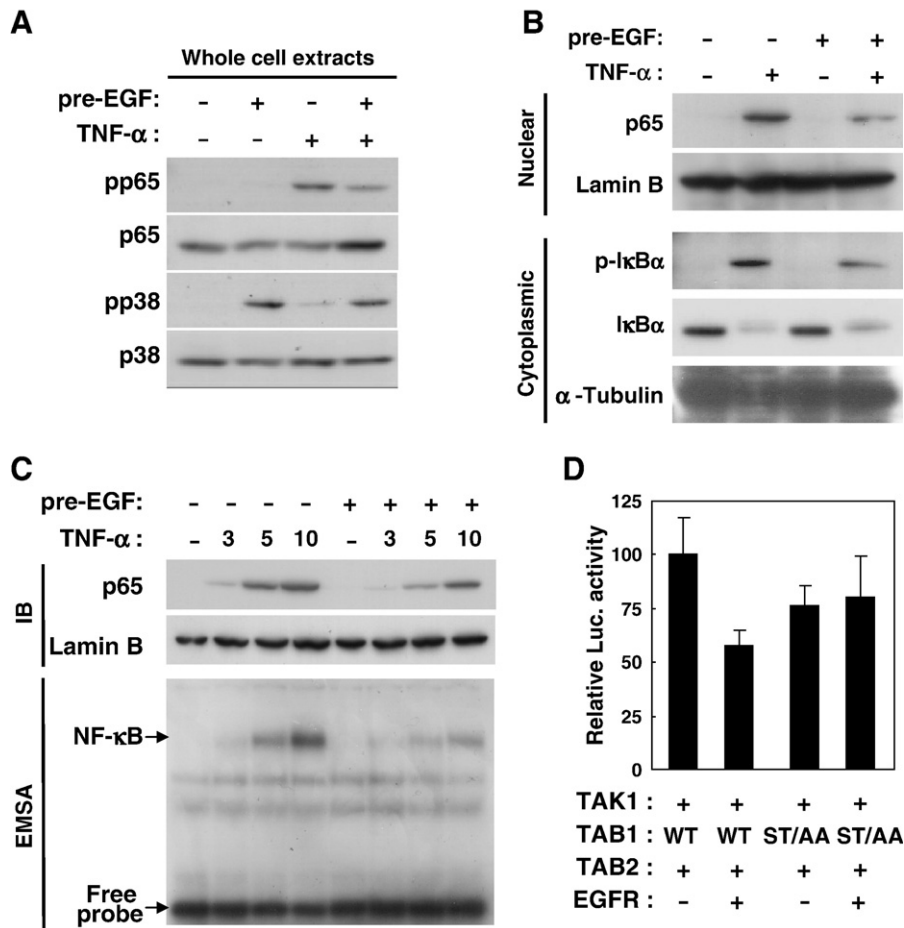 A
Whole cell extracts
pre-EGF: - + - +
TNF-α : - - + +
pp65
p65
pp38
p38
B
pre-EGF: - - + +
TNF-α : - + - +
Nuclear
p65
Lamin B
Cytoplasmic
p-IκBα
IκBα
α-Tubulin
C
pre-EGF: - - - - + + + +
TNF-α : - 3 5 10 - 3 5 10
IB
p65
Lamin B
EMSA
NF-κB
Free
probe
D
Relative Luc. activity
125
100
75
50
25
0
TAK1 : + + + +
TAB1 : WT WT ST/AA ST/AA
TAB2 : + + + +
EGFR : - + - +